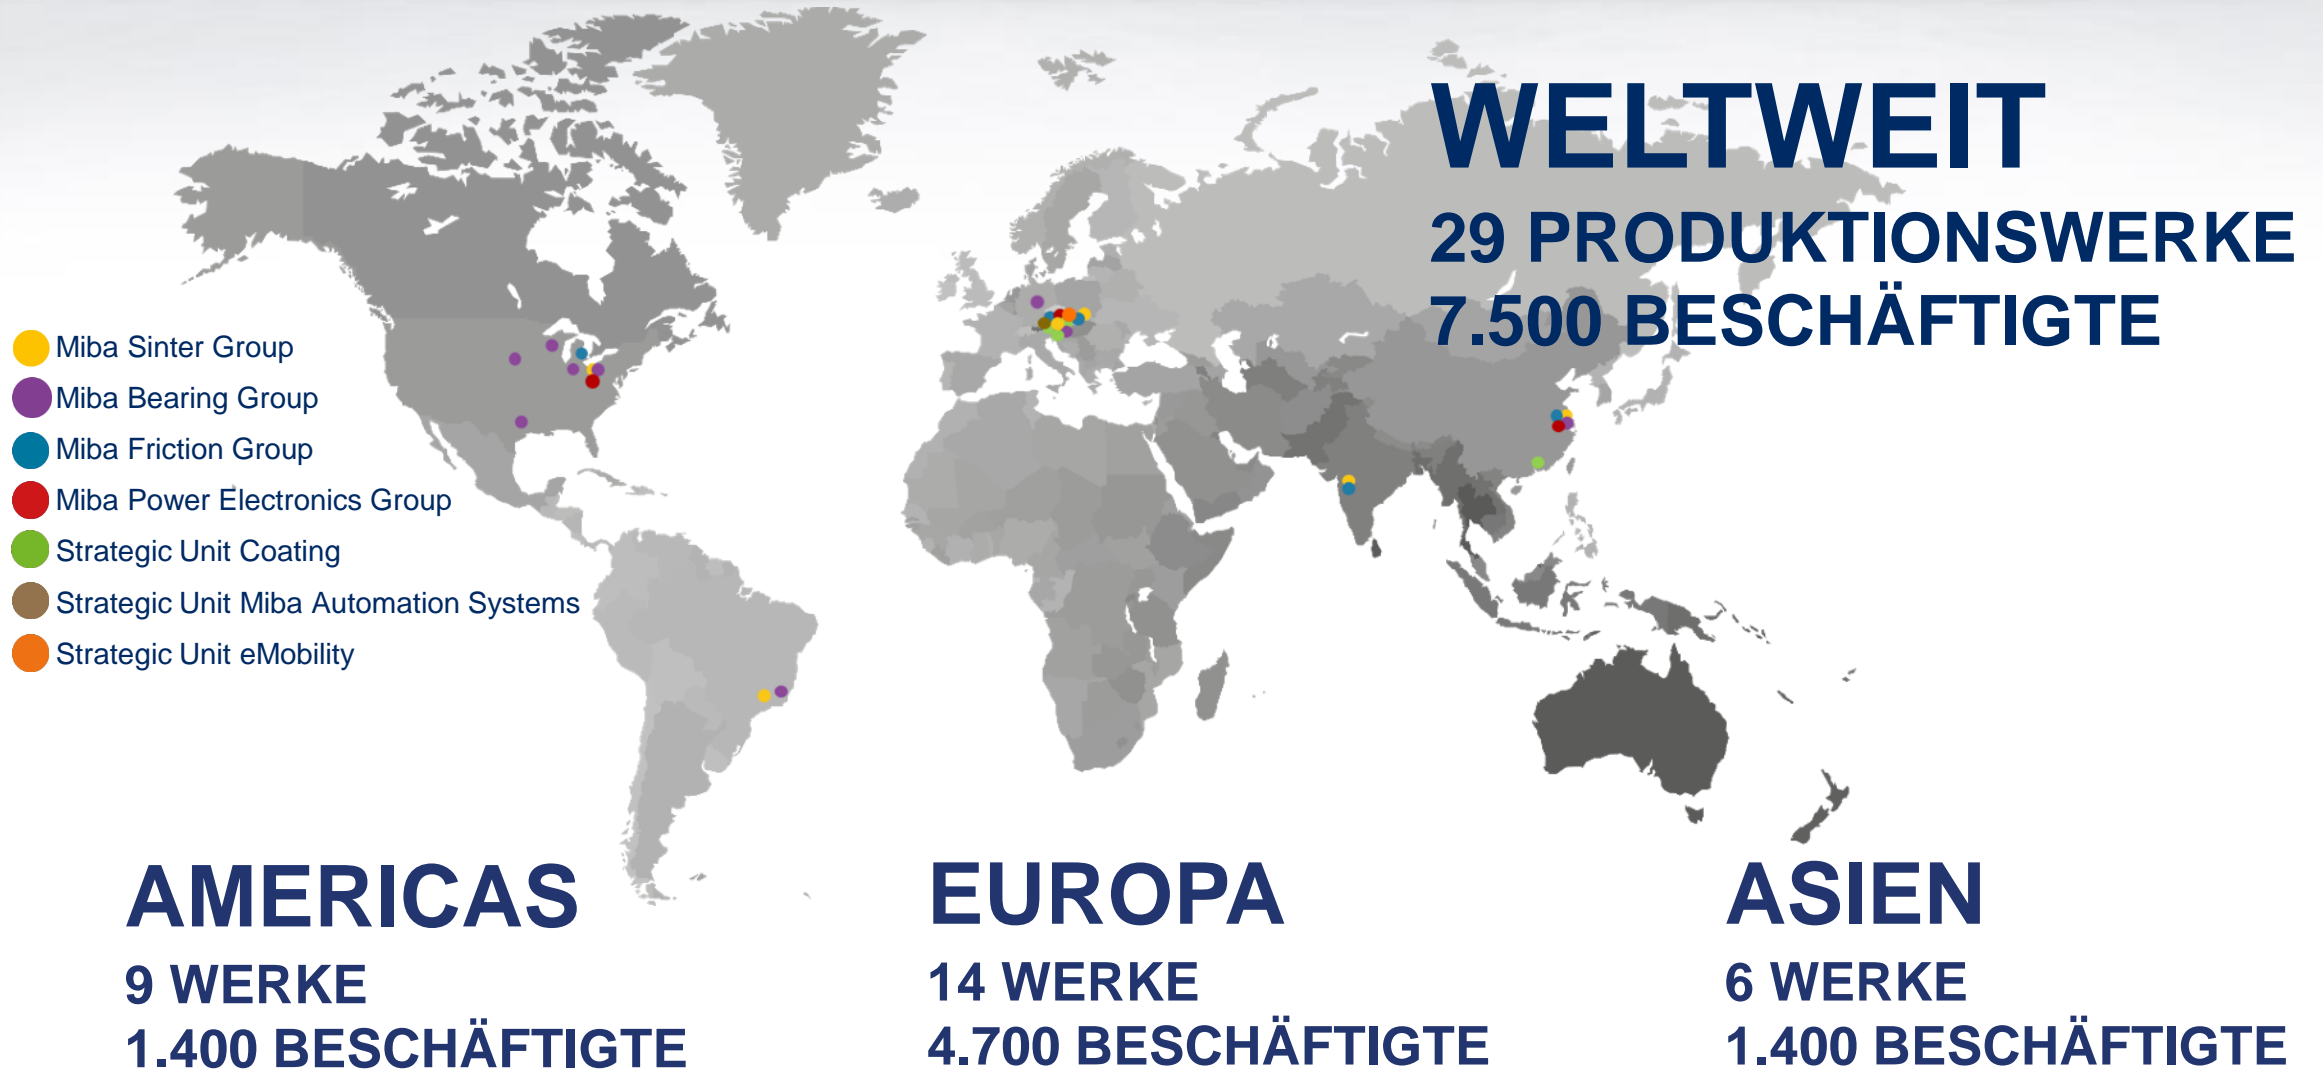 WELTWEIT
29 PRODUKTIONSWERKE
7.500 BESCHÄFTIGTE
Miba Sinter Group
Miba Bearing Group
Miba Friction Group
Miba Power Electronics Group
Strategic Unit Coating
Strategic Unit Miba Automation Systems
Strategic Unit eMobility
AMERICAS
9 WERKE
1.400 BESCHÄFTIGTE
EUROPA
14 WERKE
4.700 BESCHÄFTIGTE
ASIEN
6 WERKE
1.400 BESCHÄFTIGTE